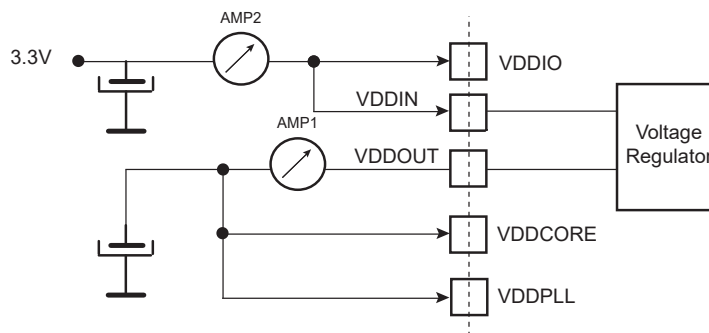 AMP2
3.3V
VDDIO
VDDIN
AMP1
VDDOUT
Voltage
Regulator
VDDCORE
VDDPLL